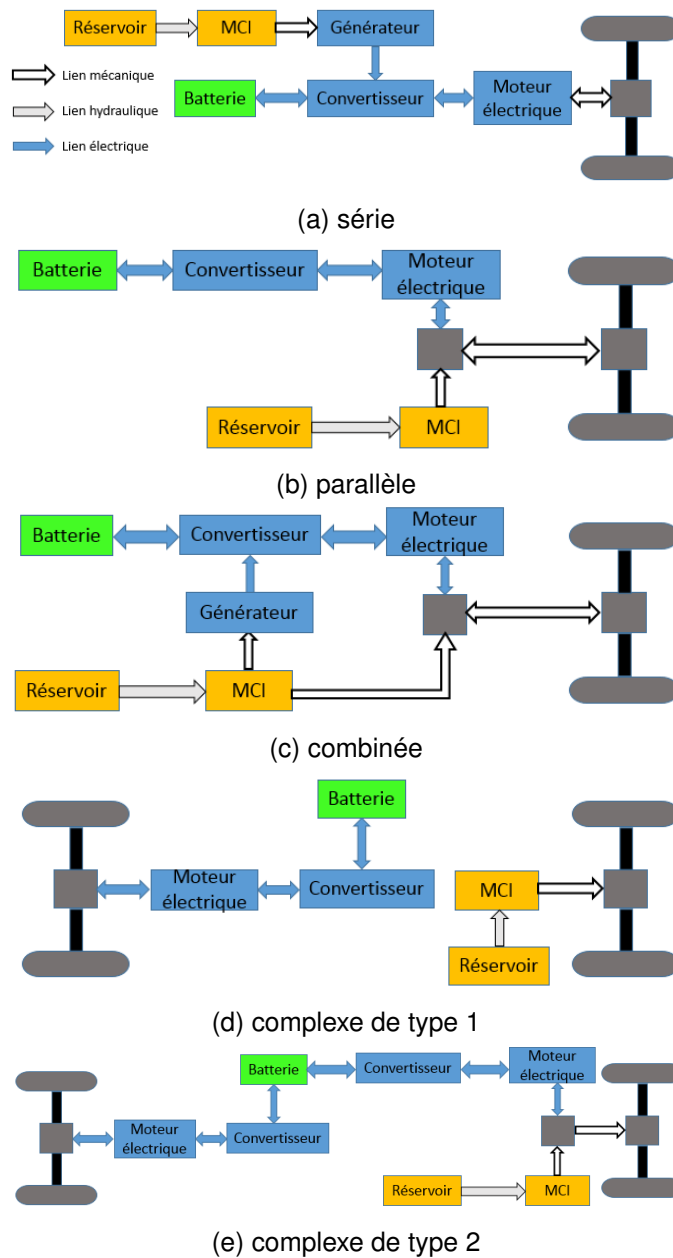 Réservoir
MCI
Générateur
Lien mécanique
Lien hydraulique
Lien électrique
Batterie
Convertisseur
Moteur
électrique
(a) série
Batterie
Convertisseur
Moteur
électrique
Réservoir
MCI
(b) parallèle
Batterie
Convertisseur
Moteur
électrique
Générateur
Réservoir
MCI
(c) combinée
Batterie
Moteur
électrique
Convertisseur
MCI
Réservoir
(d) complexe de type 1
Batterie
Convertisseur
Moteur
électrique
Moteur
électrique
Convertisseur
Réservoir
MCI
(e) complexe de type 2